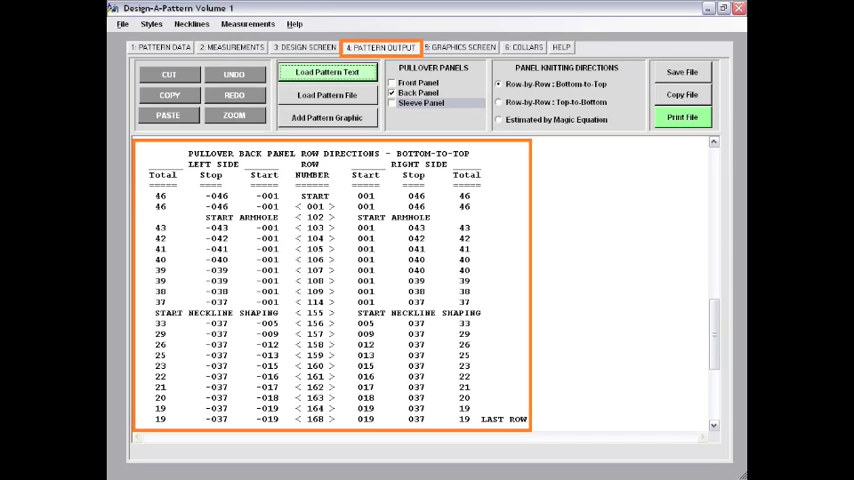 Design-A-Pattern Volume 1
File Styles Necklines Measurements Help
1: PATTERN DATA 2: MEASUREMENTS 3: DESIGN SCREEN 4: PATTERN OUTPUT 5: GRAPHICS SCREEN 6: COLLARS HELP
CUT UNDO
COPY REDO
PASTE ZOOM
Load Pattern Text
Load Pattern File
Add Pattern Graphic
PULLOVER PANELS
Front Panel
Back Panel
Sleeve Panel
PANEL KNITTING DIRECTIONS
Row-by-Row : Bottom-to-Top
Row-by-Row : Top-to-Bottom
Estimated by Magic Equation
Save File
Copy File
Print File
PULLOVER BACK PANEL ROW DIRECTIONS - BOTTOM-TO-TOP
LEFT SIDE ROW RIGHT SIDE
Total Stop Start NUMBER Start Stop Total
===== ==== ===== ====== ===== ==== =====
46 -046 -001 START 001 046 46
46 -046 -001 < 001 > 001 046 46
START ARMHOLE < 102 > START ARMHOLE
43 -043 -001 < 103 > 001 043 43
42 -042 -001 < 104 > 001 042 42
41 -041 -001 < 105 > 001 041 41
40 -040 -001 < 106 > 001 040 40
39 -039 -001 < 107 > 001 039 39
39 -039 -001 < 108 > 001 039 39
38 -038 -001 < 109 > 001 038 38
37 -037 -001 < 114 > 001 037 37
START NECKLINE SHAPING < 155 > START NECKLINE SHAPING
33 -037 -005 < 156 > 005 037 33
29 -037 -009 < 157 > 009 037 29
26 -037 -012 < 158 > 012 037 26
25 -037 -013 < 159 > 013 037 25
23 -037 -015 < 160 > 015 037 23
22 -037 -016 < 161 > 016 037 22
21 -037 -017 < 162 > 017 037 21
20 -037 -018 < 163 > 018 037 20
19 -037 -019 < 164 > 019 037 19
19 -037 -019 < 168 > 019 037 19 LAST ROW